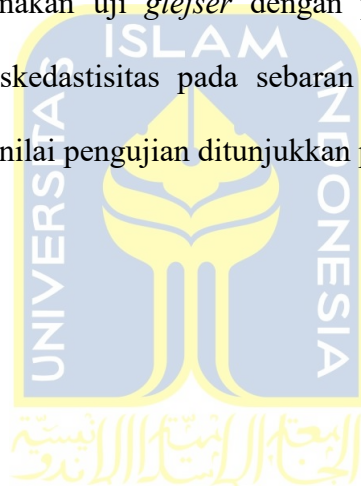 nakan uji glejser dengan
skedastisitas pada sebaran
nilai pengujian ditunjukkan p
ISLAM
UNIVERSITAS
INDONESIA